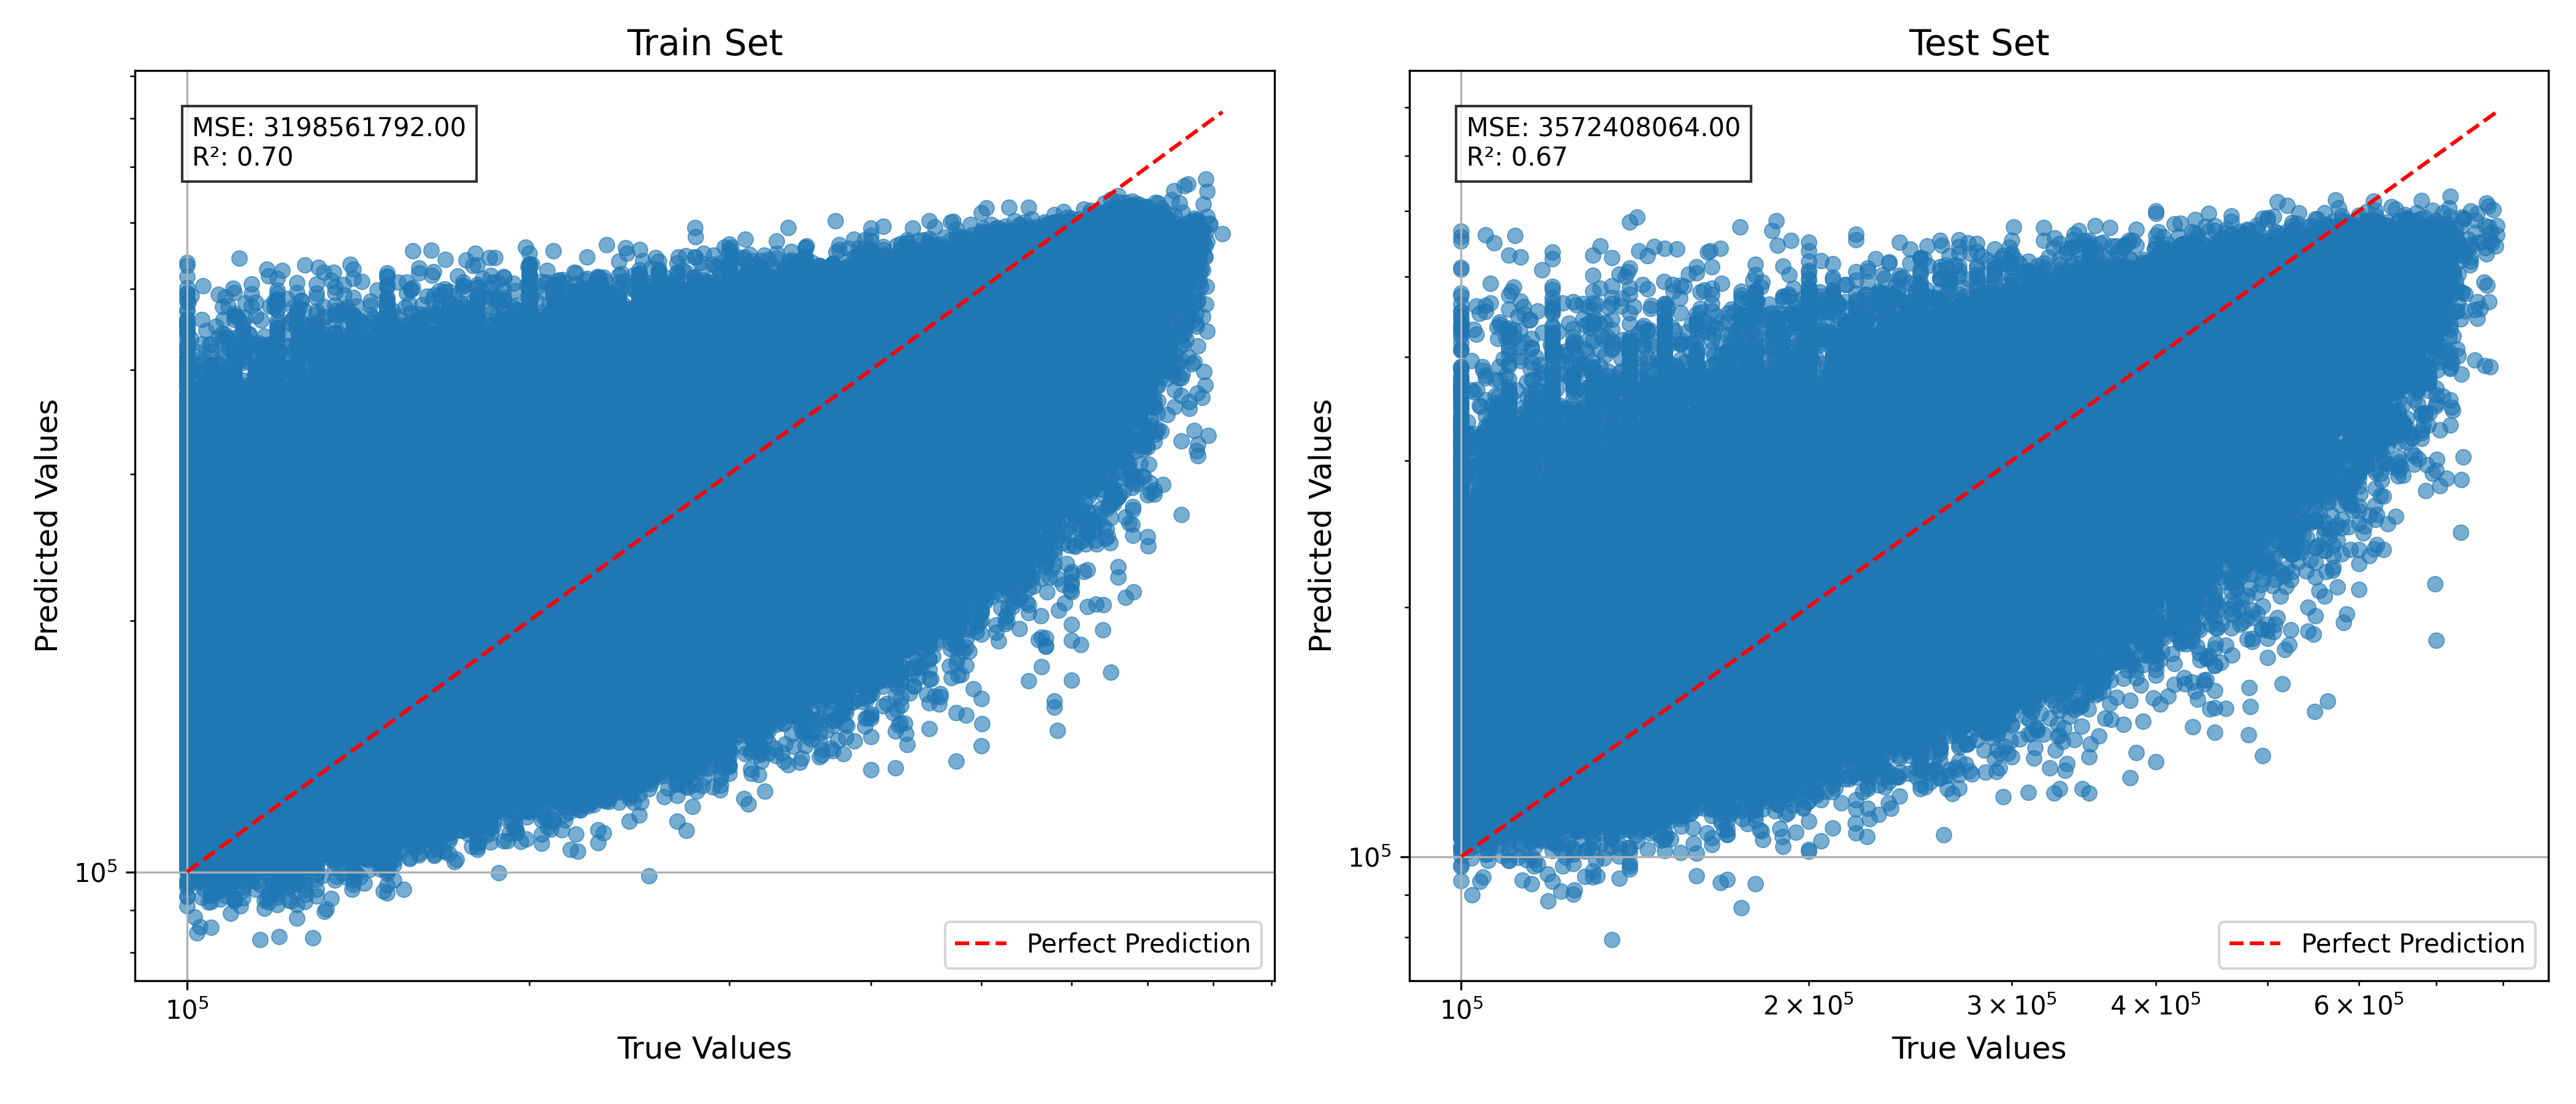 Train Set
MSE: 3198561792.00
R²: 0.70
Predicted Values
10⁵
10⁵
True Values
Perfect Prediction
Test Set
MSE: 3572408064.00
R²: 0.67
Predicted Values
10⁵
10⁵
2 × 10⁵
3 × 10⁵
4 × 10⁵
6 × 10⁵
True Values
Perfect Prediction